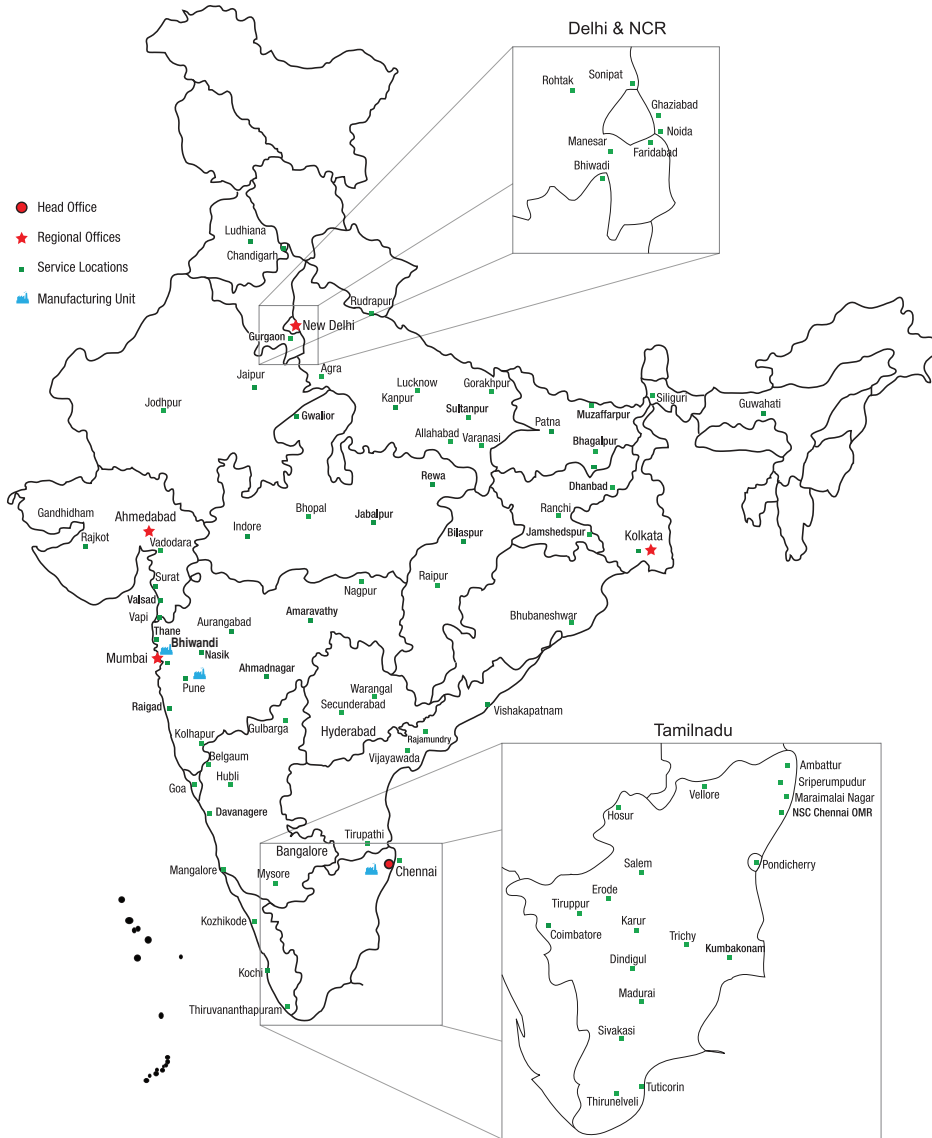 Delhi & NCR
Rohtak
Sonipat
Ghaziabad
Noida
Manesar
Faridabad
Bhiwadi
Head Office
Regional Offices
Service Locations
Manufacturing Unit
Ludhiana
Chandigarh
Rudrapur
New Delhi
Gurgaon
Agra
Jaipur
Lucknow
Gorakhpur
Kanpur
Jodhpur
Sultanpur
Gwalior
Muzaffarpur
Siliguri
Guwahati
Patna
Allahabad
Varanasi
Bhagalpur
Rewa
Dhanbad
Gandhidham
Ahmedabad
Bhopal
Jabalpur
Ranchi
Indore
Rajkot
Vadodara
Bilaspur
Jamshedspur
Kolkata
Surat
Nagpur
Raipur
Valsad
Vapi
Aurangabad
Amaravathy
Bhubaneshwar
Thane
Bhiwandi
Mumbai
Nasik
Ahmadnagar
Pune
Warangal
Raigad
Secunderabad
Vishakapatnam
Gulbarga
Hyderabad
Kolhapur
Rajamundry
Belgaum
Vijayawada
Hubli
Goa
Davanagere
Tirupathi
Bangalore
Mangalore
Mysore
Chennai
Kozhikode
Kochi
Thiruvananthapuram
Tamilnadu
Ambattur
Sriperumpudur
Vellore
Maraimalai Nagar
Hosur
NSC Chennai OMR
Salem
Pondicherry
Erode
Tiruppur
Karur
Coimbatore
Trichy
Kumbakonam
Dindigul
Madurai
Sivakasi
Tuticorin
Thirunelveli